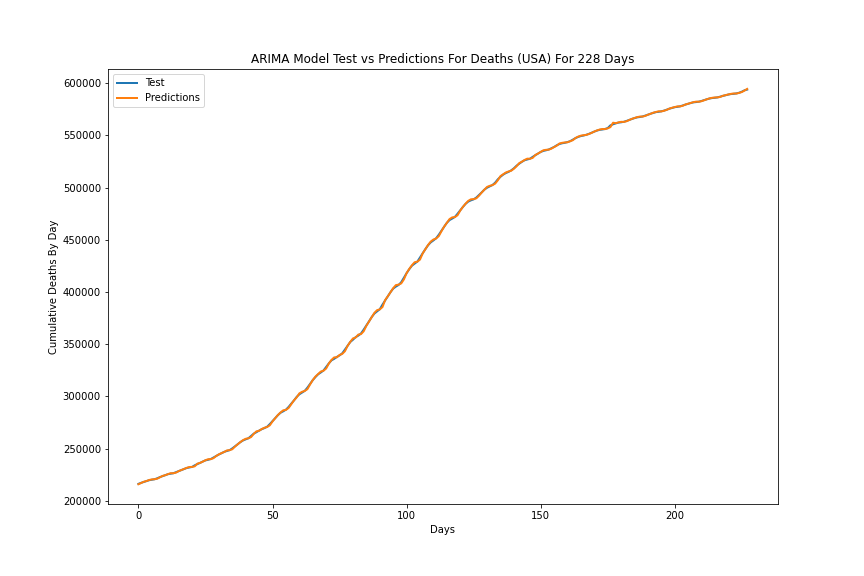 ARIMA Model Test vs Predictions For Deaths (USA) For 228 Days
Test
Predictions
600000
550000
500000
450000
400000
350000
300000
250000
200000
Cumulative Deaths By Day
0 50 100 150 200
Days